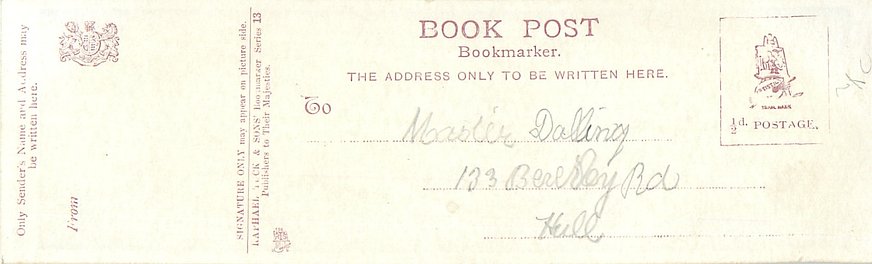 Only Sender's Name and Address may
be written here.
From
SIGNATURE ONLY may appear on picture side.
RAPHAEL TUCK & SONS' Bookmarker Series 13
Publishers to Their Majesties.
BOOK POST
Bookmarker.
THE ADDRESS ONLY TO BE WRITTEN HERE.
To
Master Dalling
133 Rd
Hull
TRADE MARK
½d. POSTAGE.